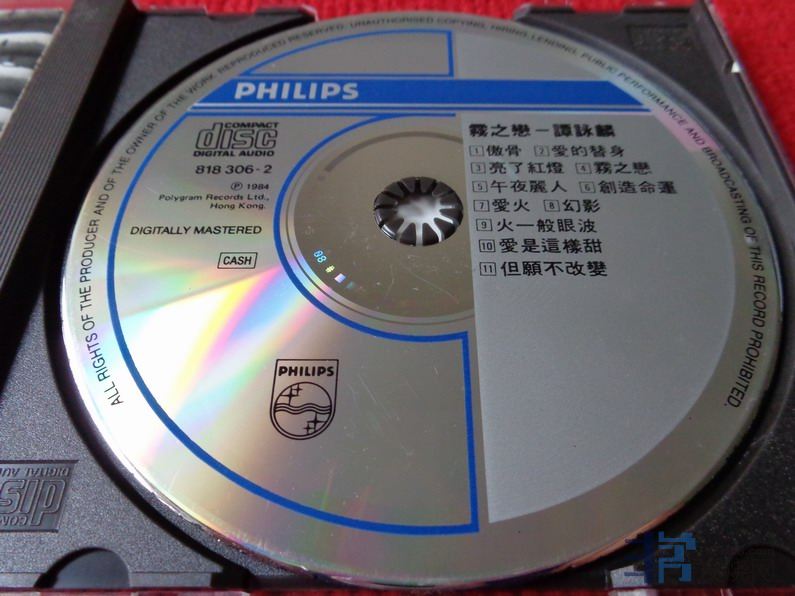 ALL RIGHTS OF THE PRODUCER AND OF THE OWNER OF THE WORK REPRODUCED RESERVED. UNAUTHORISED COPYING, HIRING, LENDING, PUBLIC PERFORMANCE AND BROADCASTING OF THIS RECORD PROHIBITED.
PHILIPS
COMPACT
disc
DIGITAL AUDIO
818 306-2
Ⓟ 1984
Polygram Records Ltd.,
Hong Kong.
DIGITALLY MASTERED
CASH
霧之戀－譚詠麟
1 傲骨 2 愛的替身
3 亮了紅燈 4 霧之戀
5 午夜麗人 6 創造命運
7 愛火 8 幻影
9 火一般眼波
10 愛是這樣甜
11 但願不改變
PHILIPS